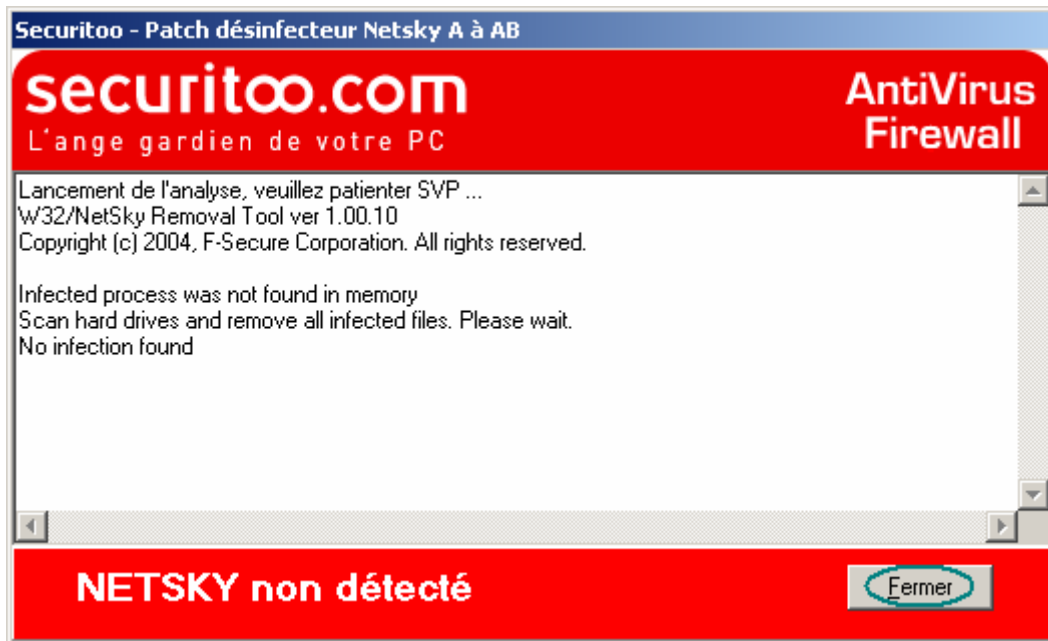 Securitoo - Patch désinfecteur Netsky A à AB
securitoo.com
L'ange gardien de votre PC
AntiVirus
Firewall
Lancement de l'analyse, veuillez patienter SVP ...
W32/NetSky Removal Tool ver 1.00.10
Copyright (c) 2004, F-Secure Corporation. All rights reserved.
Infected process was not found in memory
Scan hard drives and remove all infected files. Please wait.
No infection found
NETSKY non détecté
Fermer